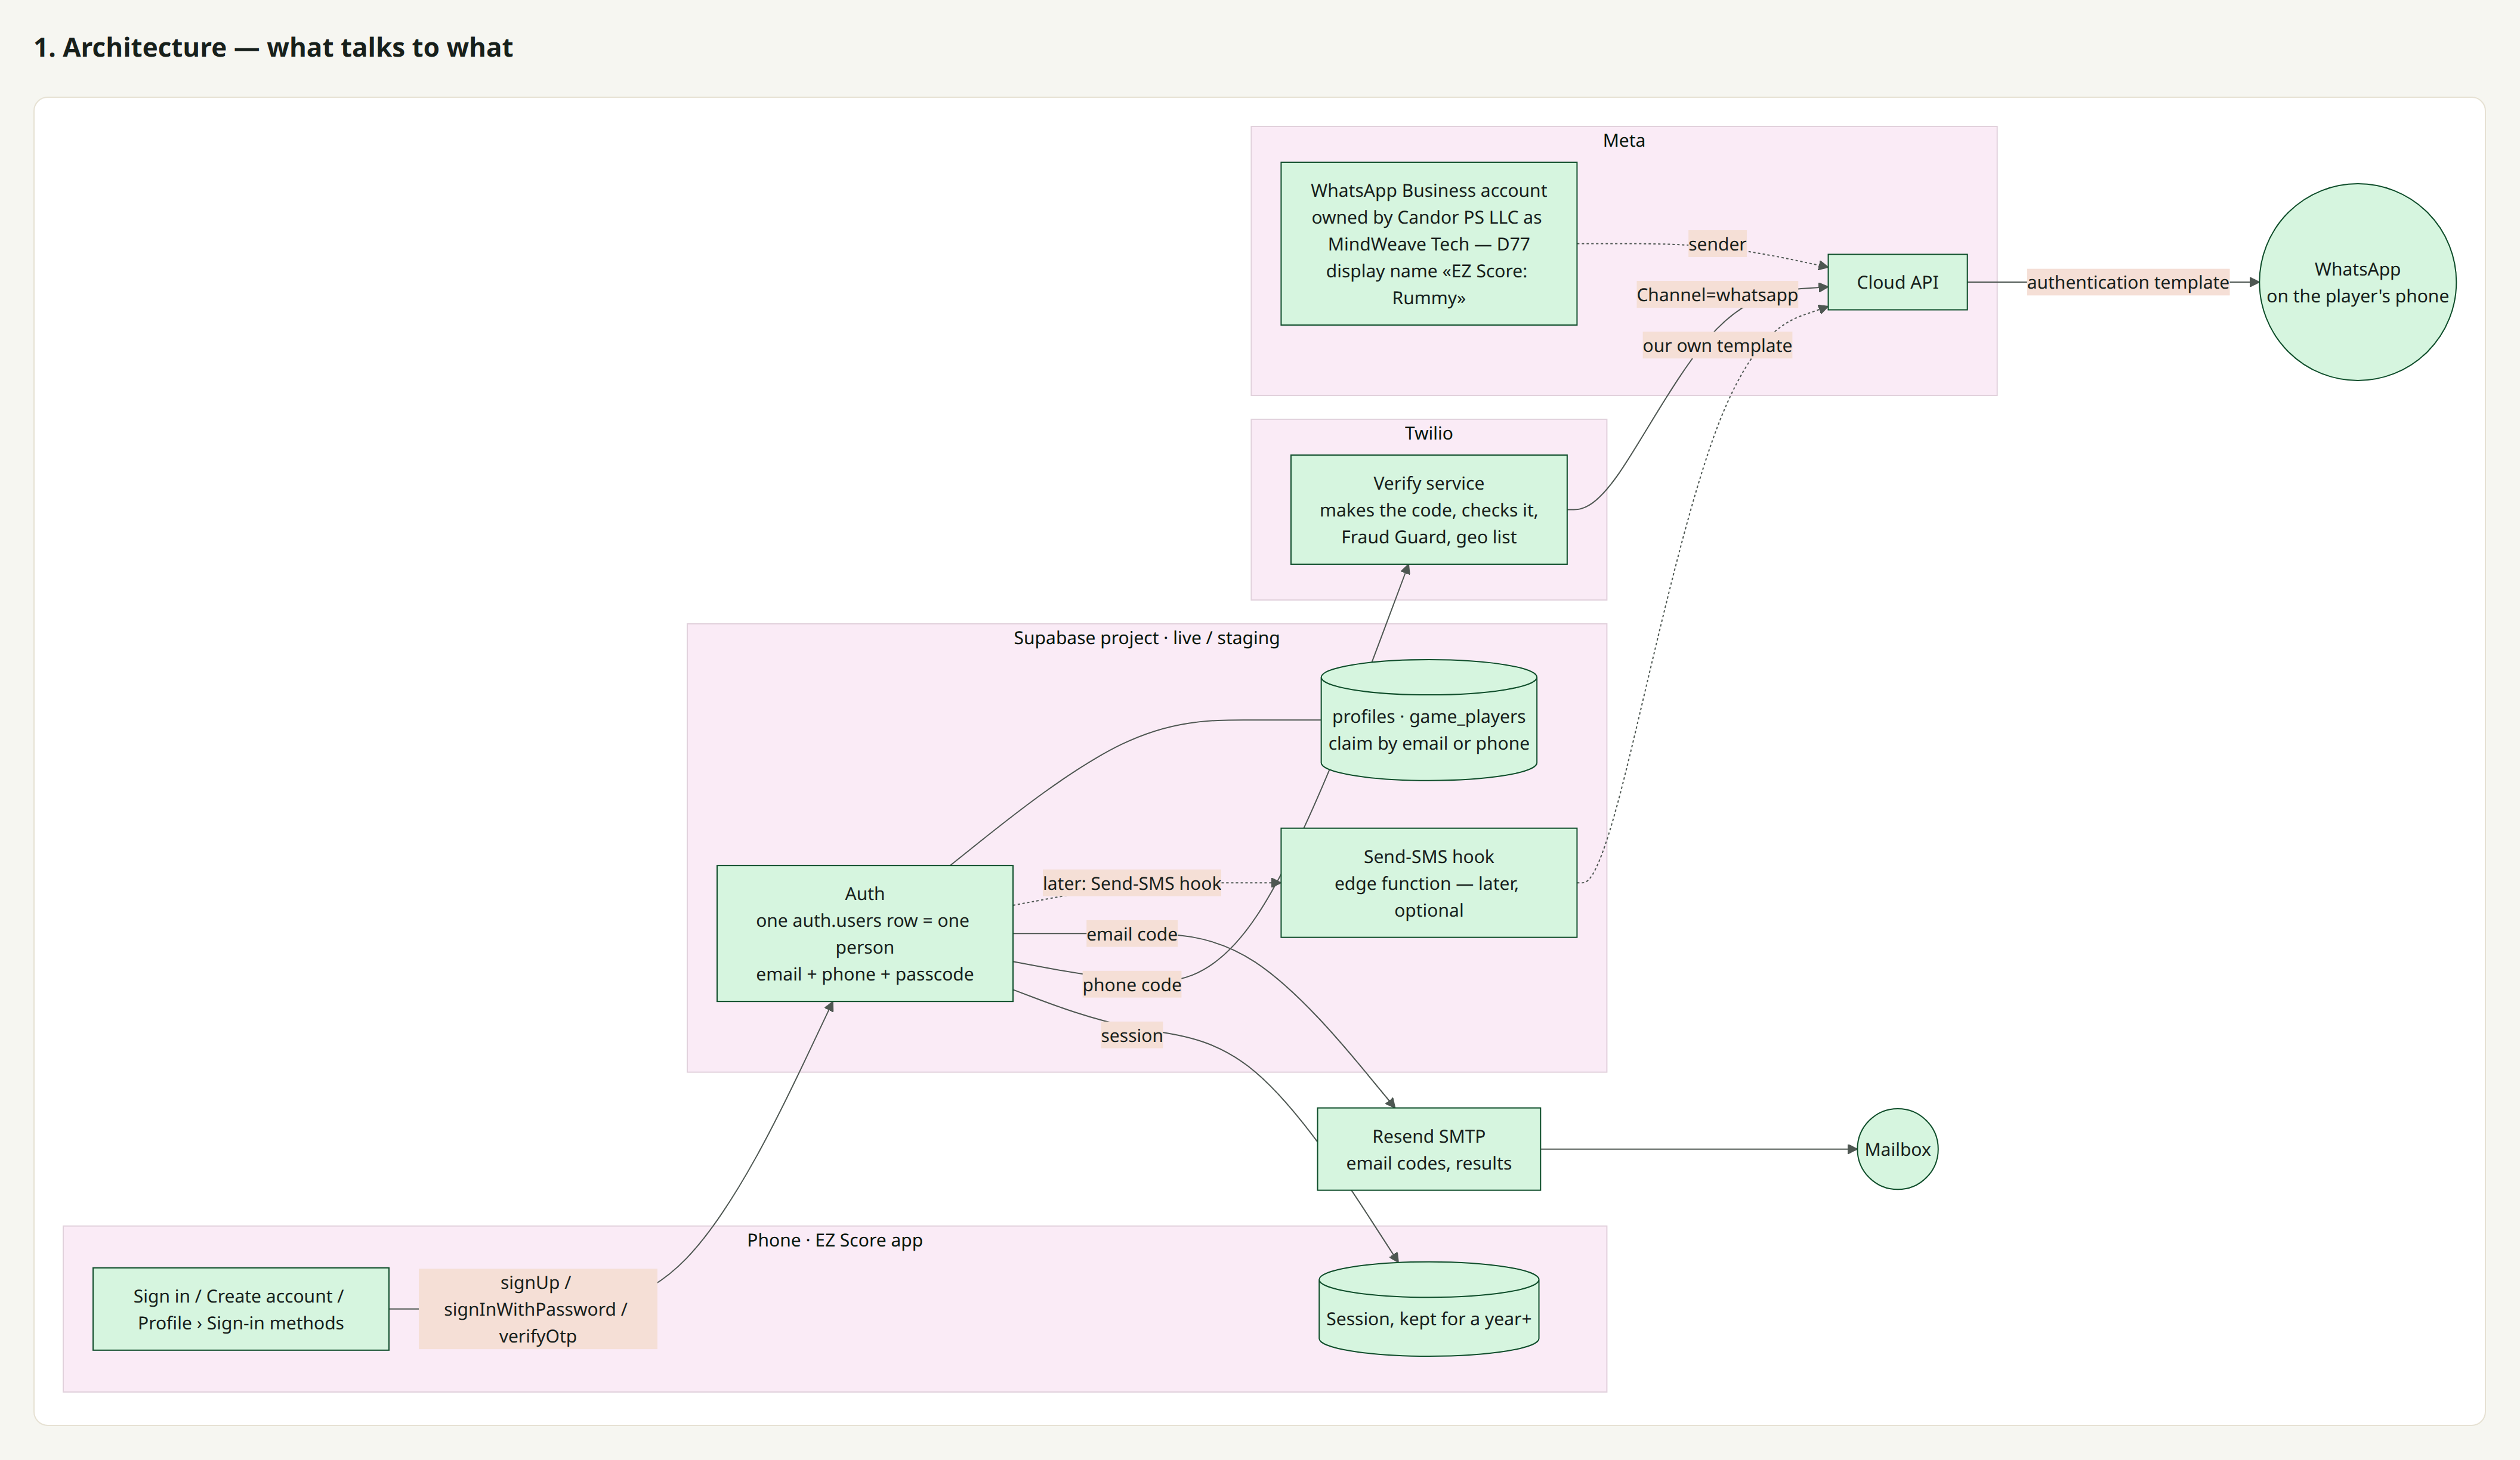 1. Architecture — what talks to what
Meta
WhatsApp Business account
owned by Candor PS LLC as
MindWeave Tech — D77
display name «EZ Score:
Rummy»
sender
Channel=whatsapp
our own template
Cloud API
authentication template
WhatsApp
on the player's phone
Twilio
Verify service
makes the code, checks it,
Fraud Guard, geo list
Supabase project · live / staging
profiles · game_players
claim by email or phone
Auth
one auth.users row = one
person
email + phone + passcode
later: Send-SMS hook
email code
phone code
session
Send-SMS hook
edge function — later,
optional
Resend SMTP
email codes, results
Mailbox
Phone · EZ Score app
Sign in / Create account /
Profile › Sign-in methods
signUp /
signInWithPassword /
verifyOtp
Session, kept for a year+